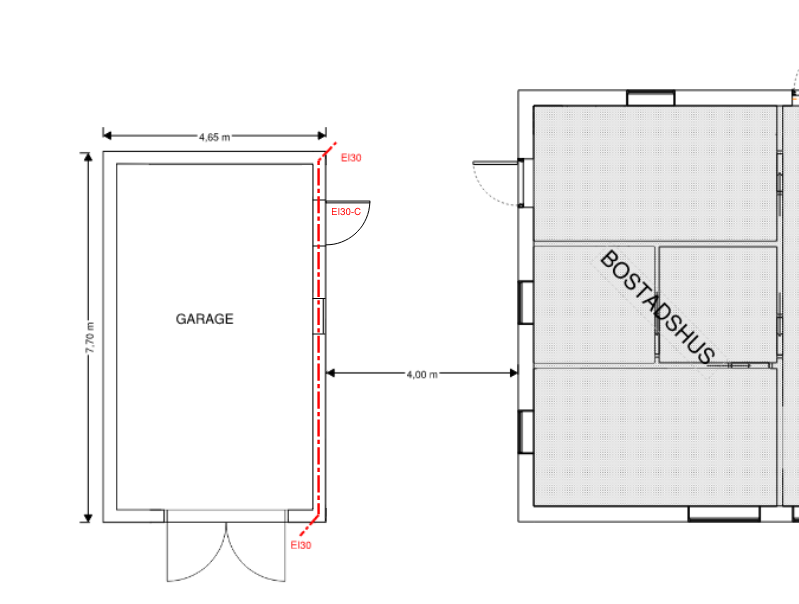 4,65 m
EI30
EI30-C
BOSTADSHUS
GARAGE
7,70 m
4,00 m
EI30